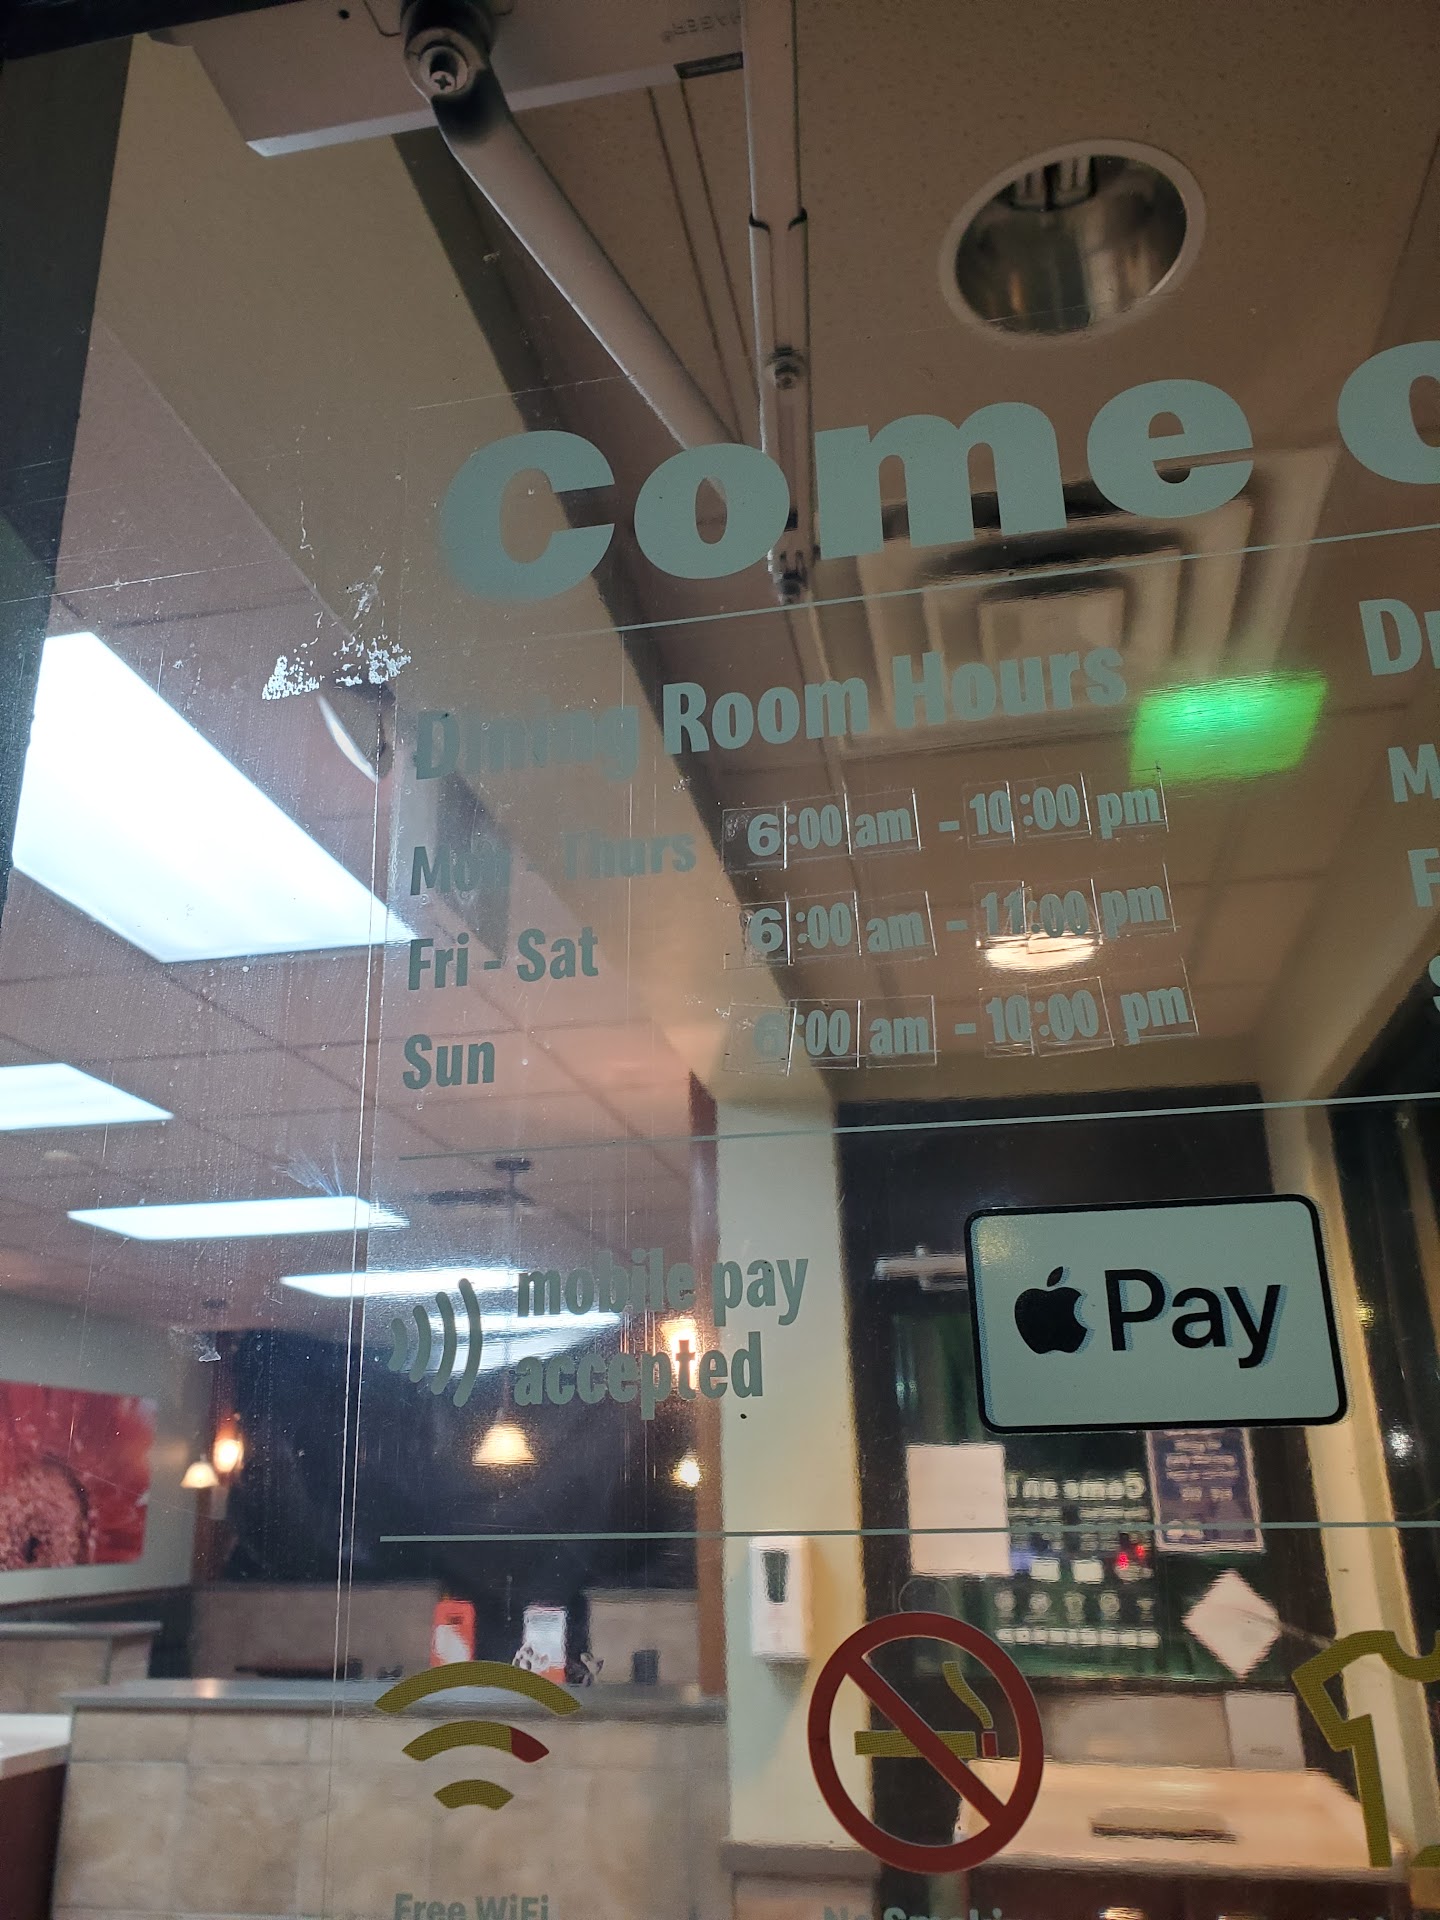 Come
Dining Room Hours
Mon - Thurs 6:00 am - 10:00 pm
Fri - Sat 6:00 am - 11:00 pm
Sun 6:00 am - 10:00 pm
mobile pay
accepted
Pay
Free WiFi